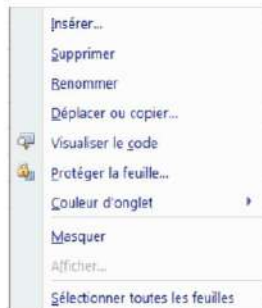 Insérer...
Supprimer
Renommer
Déplacer ou copier...
Visualiser le code
Protéger la feuille...
Couleur d'onglet
Masquer
Afficher...
Sélectionner toutes les feuilles